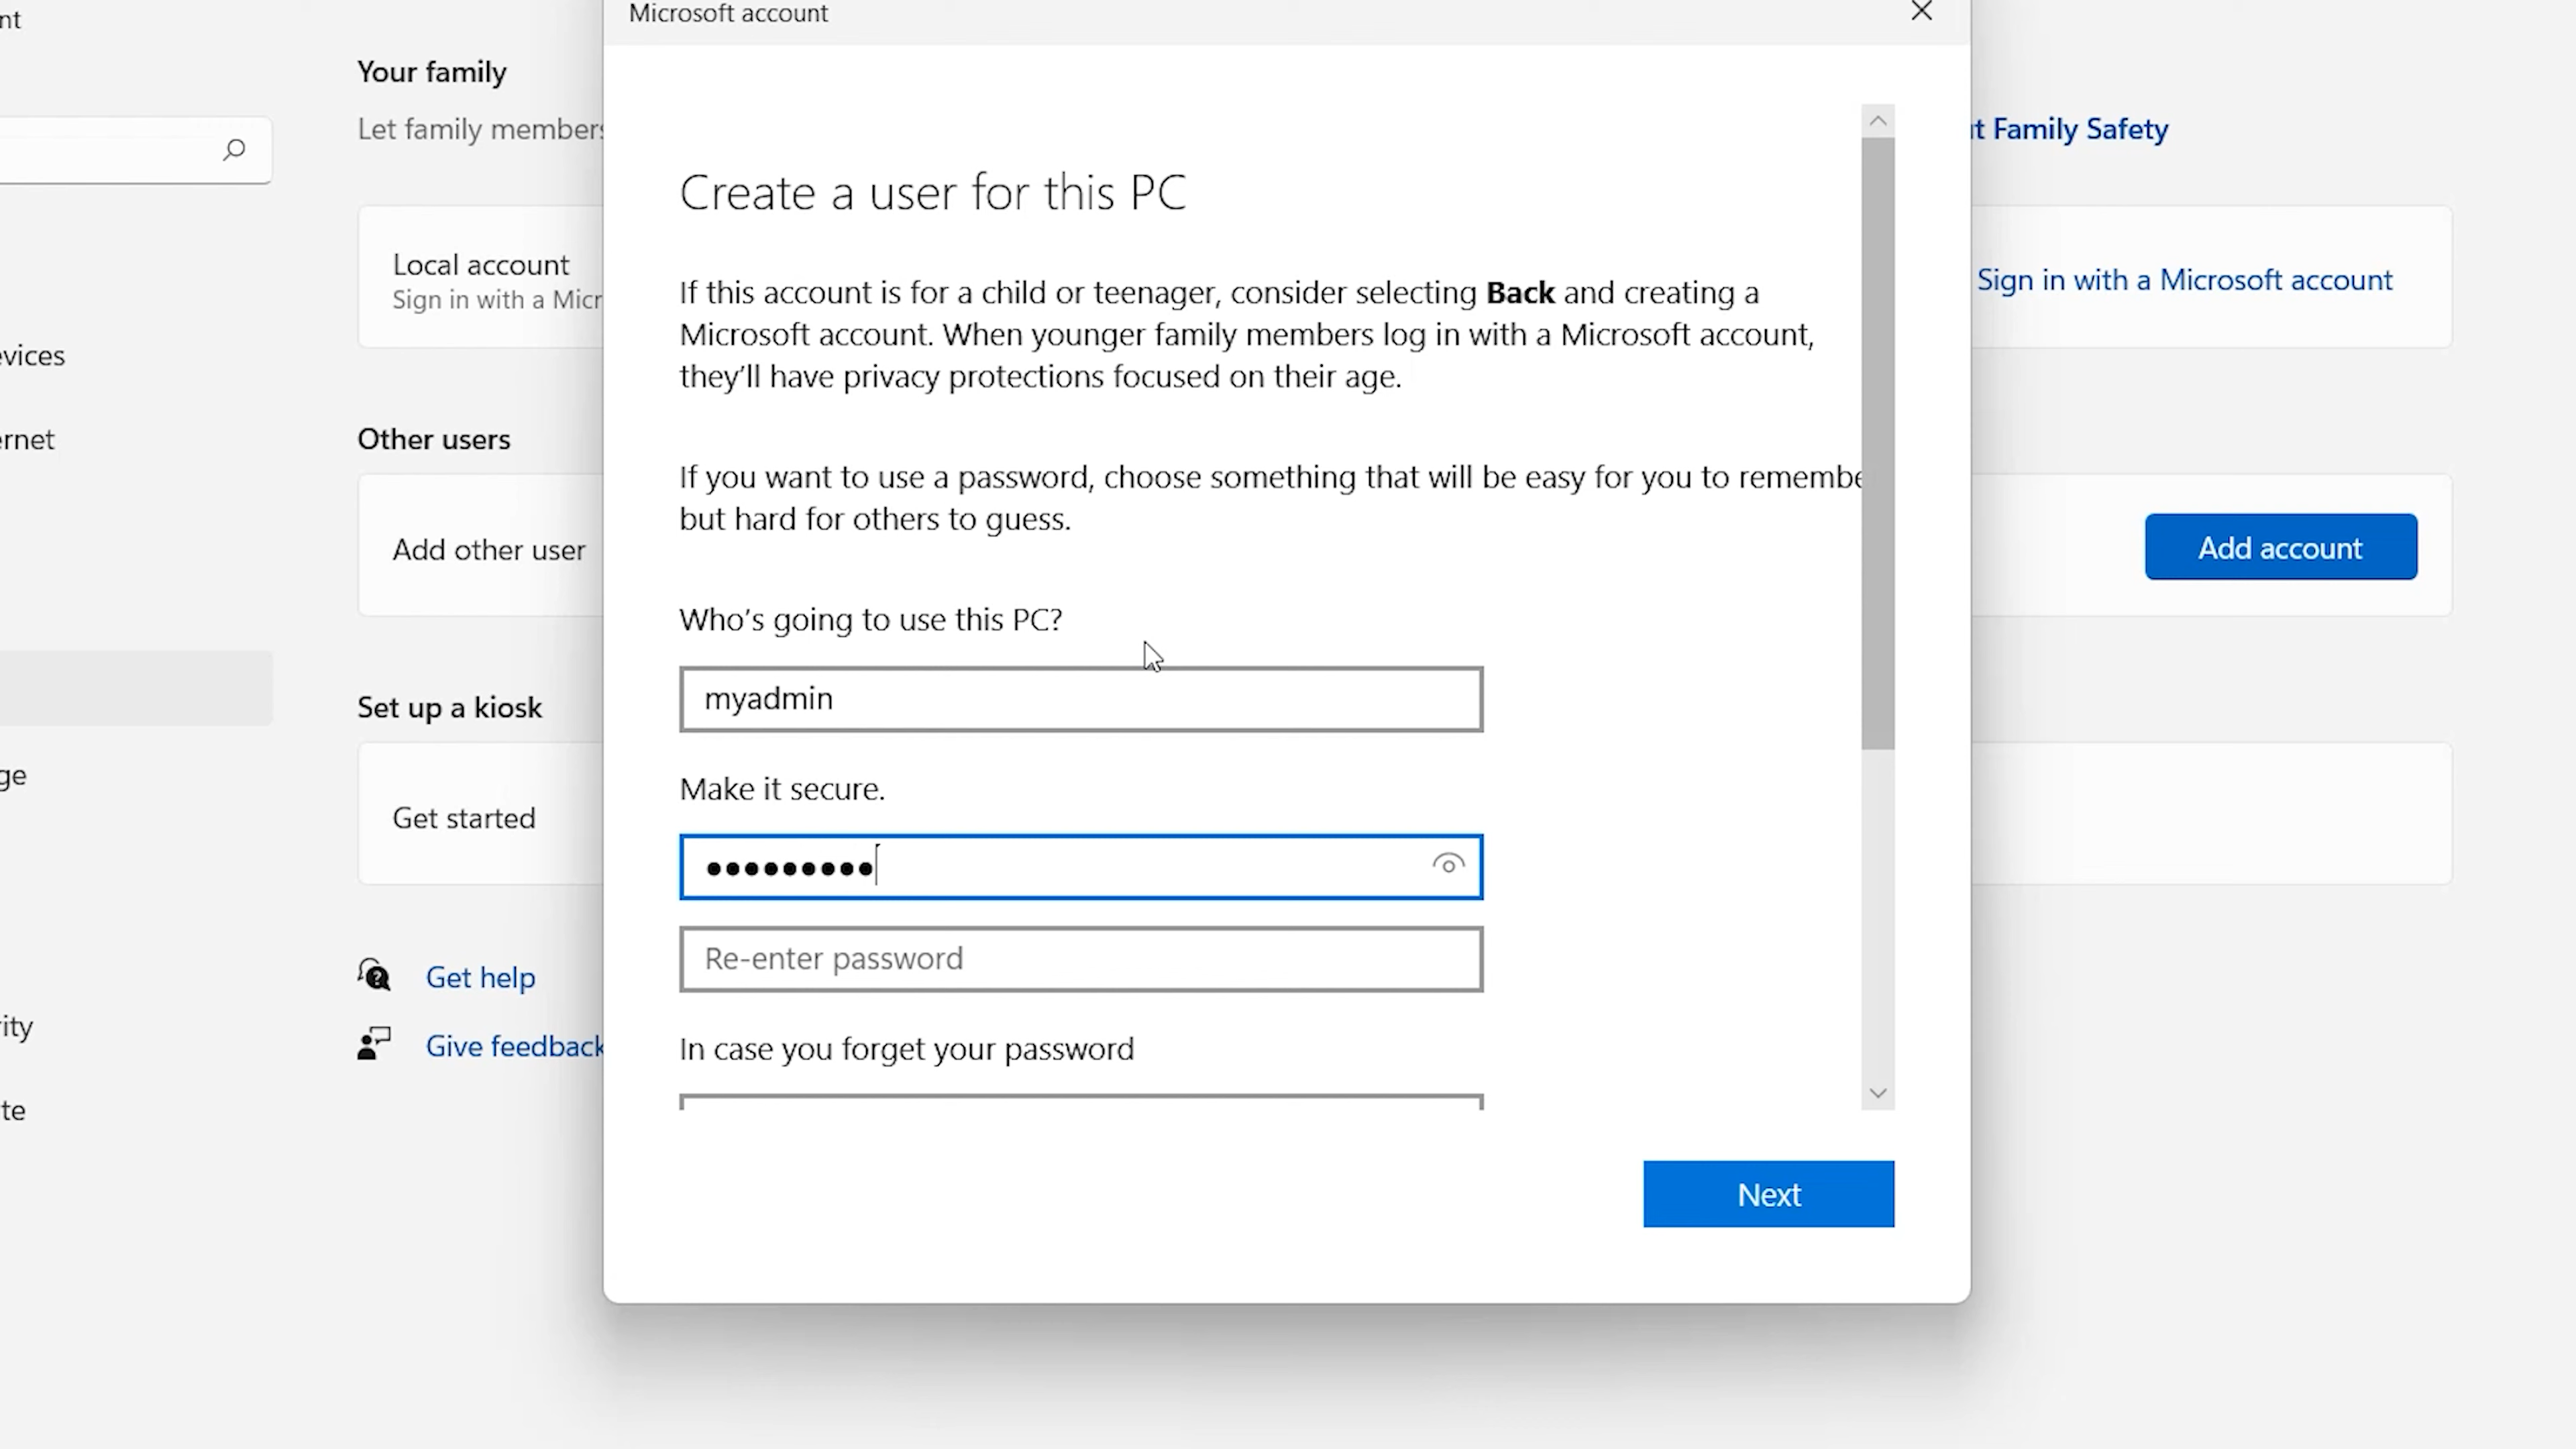 nt
Microsoft account
Your family
Let family members
t Family Safety
Create a user for this PC
Local account
Sign in with a Micr
Sign in with a Microsoft account
If this account is for a child or teenager, consider selecting Back and creating a
Microsoft account. When younger family members log in with a Microsoft account,
they'll have privacy protections focused on their age.
evices
ernet
Other users
If you want to use a password, choose something that will be easy for you to remembe
but hard for others to guess.
Add other user
Add account
Who's going to use this PC?
myadmin
Set up a kiosk
ge
Make it secure.
Get started
●●●●●●●●●
Re-enter password
Get help
rity
Give feedback
In case you forget your password
te
Next